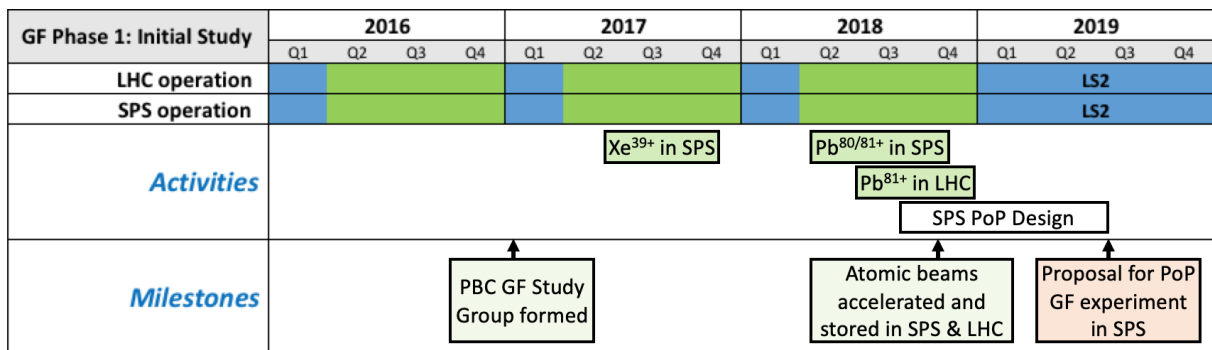 GF Phase 1: Initial Study
2016 2017 2018 2019
Q1 Q2 Q3 Q4 Q1 Q2 Q3 Q4 Q1 Q2 Q3 Q4 Q1 Q2 Q3 Q4
LHC operation LS2
SPS operation LS2
Activities
Xe³⁹⁺ in SPS
Pb⁸⁰/⁸¹⁺ in SPS
Pb⁸¹⁺ in LHC
SPS PoP Design
Milestones
PBC GF Study
Group formed
Atomic beams
accelerated and
stored in SPS & LHC
Proposal for PoP
GF experiment
in SPS